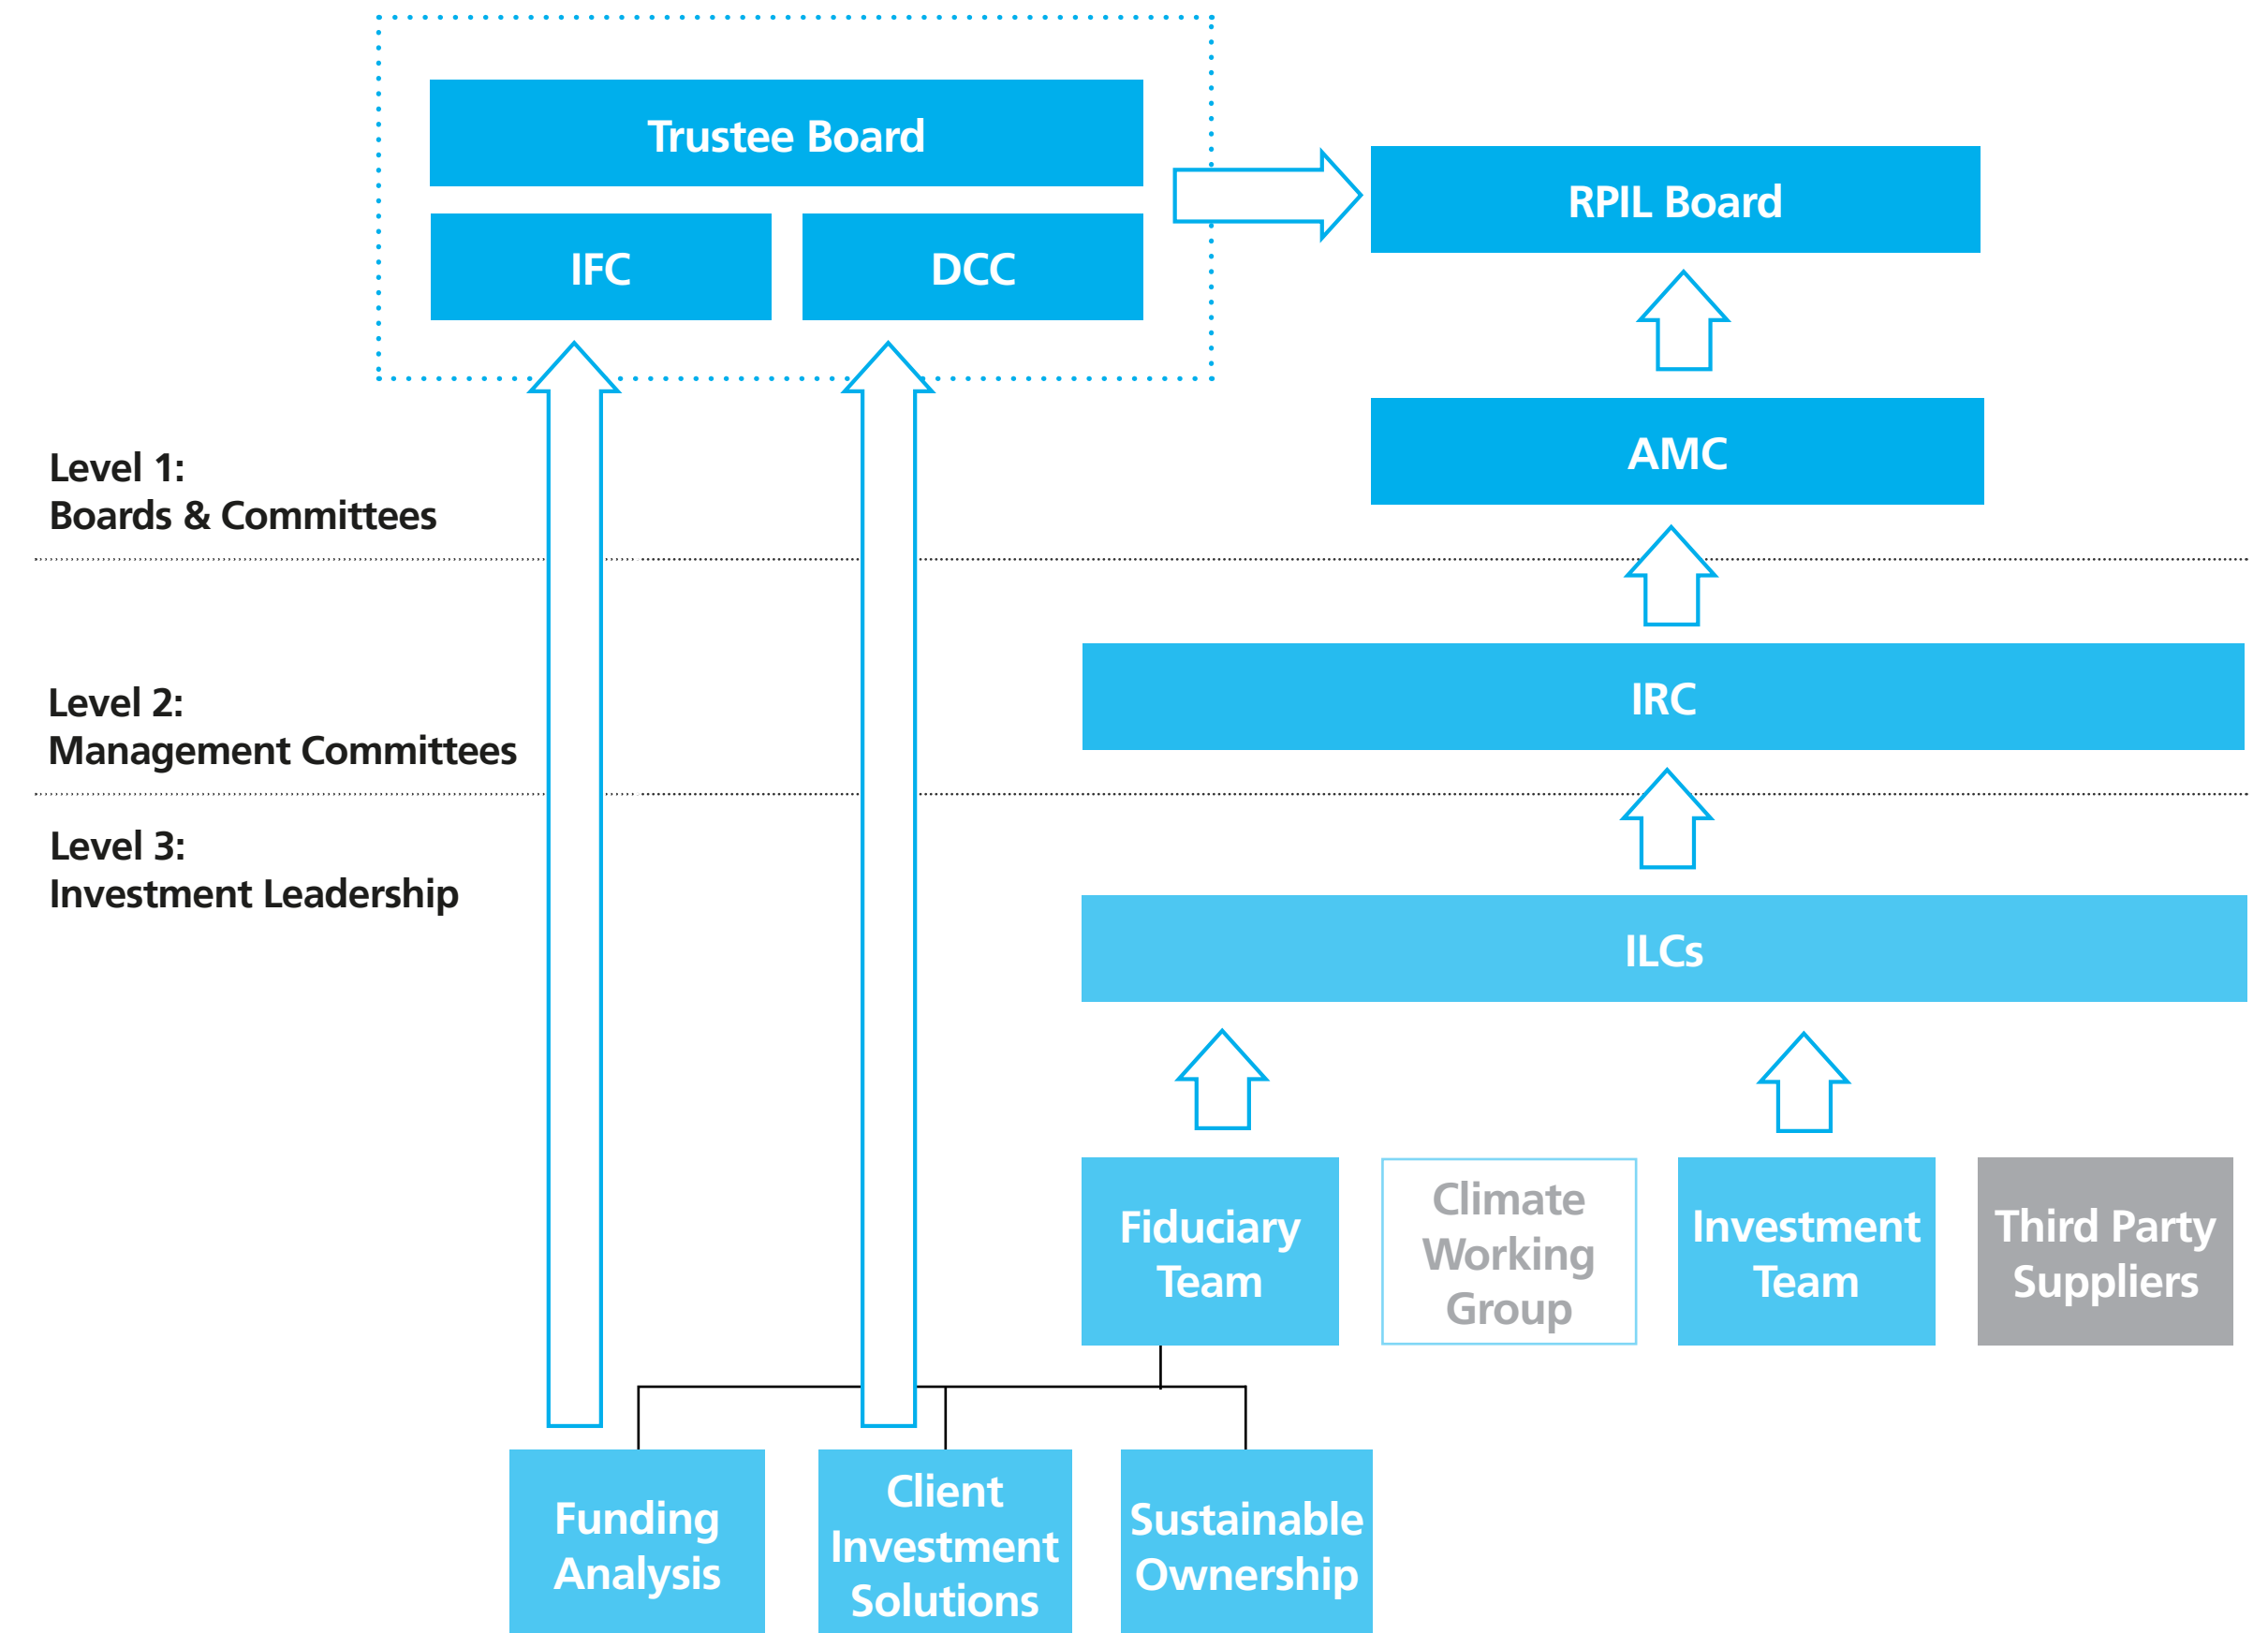 Trustee Board
RPIL Board
IFC
DCC
AMC
Level 1:
Boards & Committees
IRC
Level 2:
Management Committees
Level 3:
Investment Leadership
ILCs
Fiduciary
Team
Climate
Working
Group
Investment
Team
Third Party
Suppliers
Funding
Analysis
Client
Investment
Solutions
Sustainable
Ownership